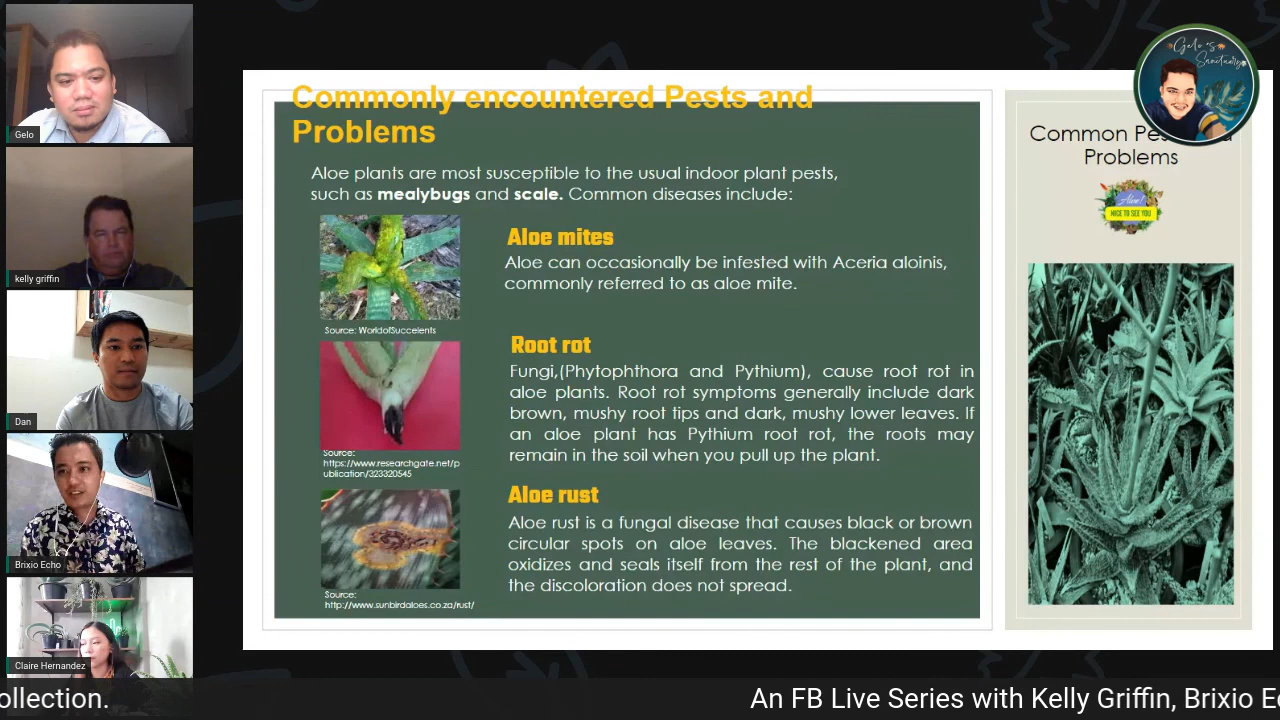 Gelo
kelly griffin
Dan
Brixio Echo
Claire Hernandez
Commonly encountered Pests and
Problems
Aloe plants are most susceptible to the usual indoor plant pests,
such as mealybugs and scale. Common diseases include:
Aloe mites
Aloe can occasionally be infested with Aceria aloinis,
commonly referred to as aloe mite.
Source: WorldofSuccelents
Root rot
Fungi,(Phytophthora and Pythium), cause root rot in
aloe plants. Root rot symptoms generally include dark
brown, mushy root tips and dark, mushy lower leaves. If
an aloe plant has Pythium root rot, the roots may
remain in the soil when you pull up the plant.
Source:
https://www.researchgate.net/p
ublication/323320545
Aloe rust
Aloe rust is a fungal disease that causes black or brown
circular spots on aloe leaves. The blackened area
oxidizes and seals itself from the rest of the plant, and
the discoloration does not spread.
Source:
http://www.sunbirdaloes.co.za/rust/
Gelo's
Sanctuary
Common Pe
Problems
Aloe!
NICE TO SEE YOU
ollection.
An FB Live Series with Kelly Griffin, Brixio E